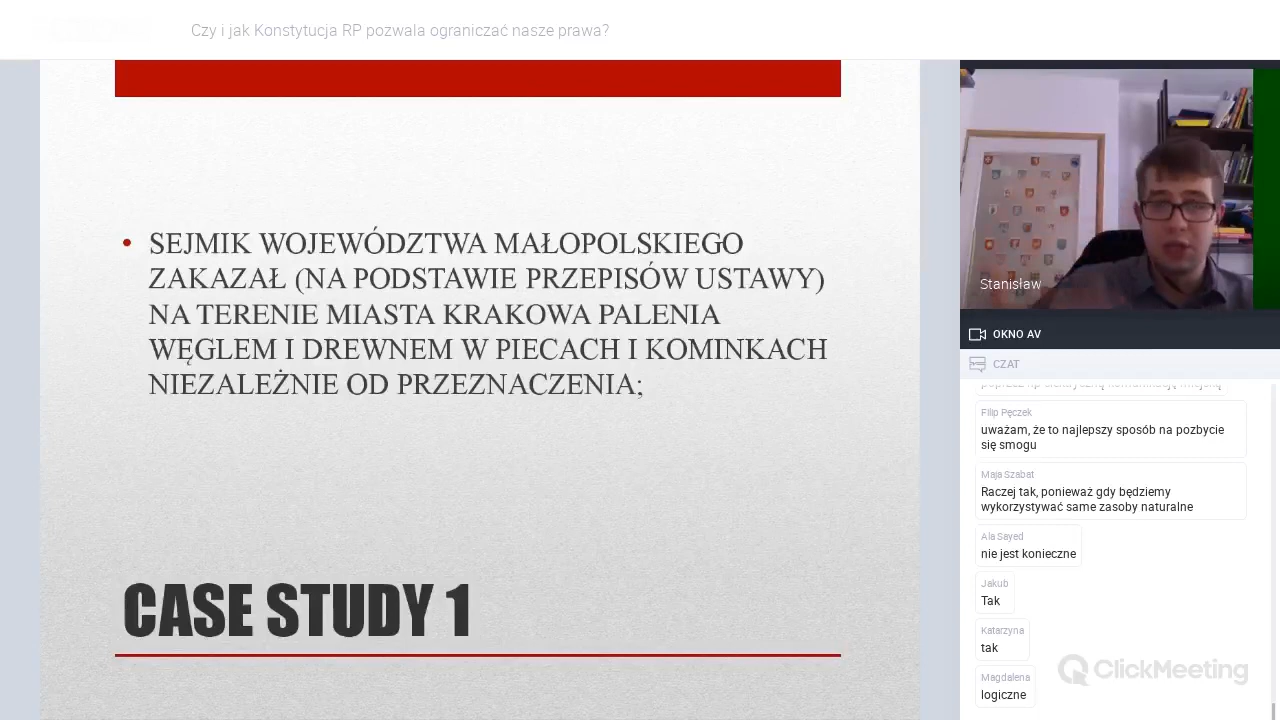 Czy i jak Konstytucja RP pozwala ograniczać nasze prawa?
• SEJMIK WOJEWÓDZTWA MAŁOPOLSKIEGO
ZAKAZAŁ (NA PODSTAWIE PRZEPISÓW USTAWY)
NA TERENIE MIASTA KRAKOWA PALENIA
WĘGLEM I DREWNEM W PIECACH I KOMINKACH
NIEZALEŻNIE OD PRZEZNACZENIA;
CASE STUDY 1
Stanisław
OKNO AV
CZAT
Filip Pęczek
uważam, że to najlepszy sposób na pozbycie
się smogu
Maja Szabat
Raczej tak, ponieważ gdy będziemy
wykorzystywać same zasoby naturalne
Ala Sayed
nie jest konieczne
Jakub
Tak
Katarzyna
tak
Magdalena
logiczne
ClickMeeting